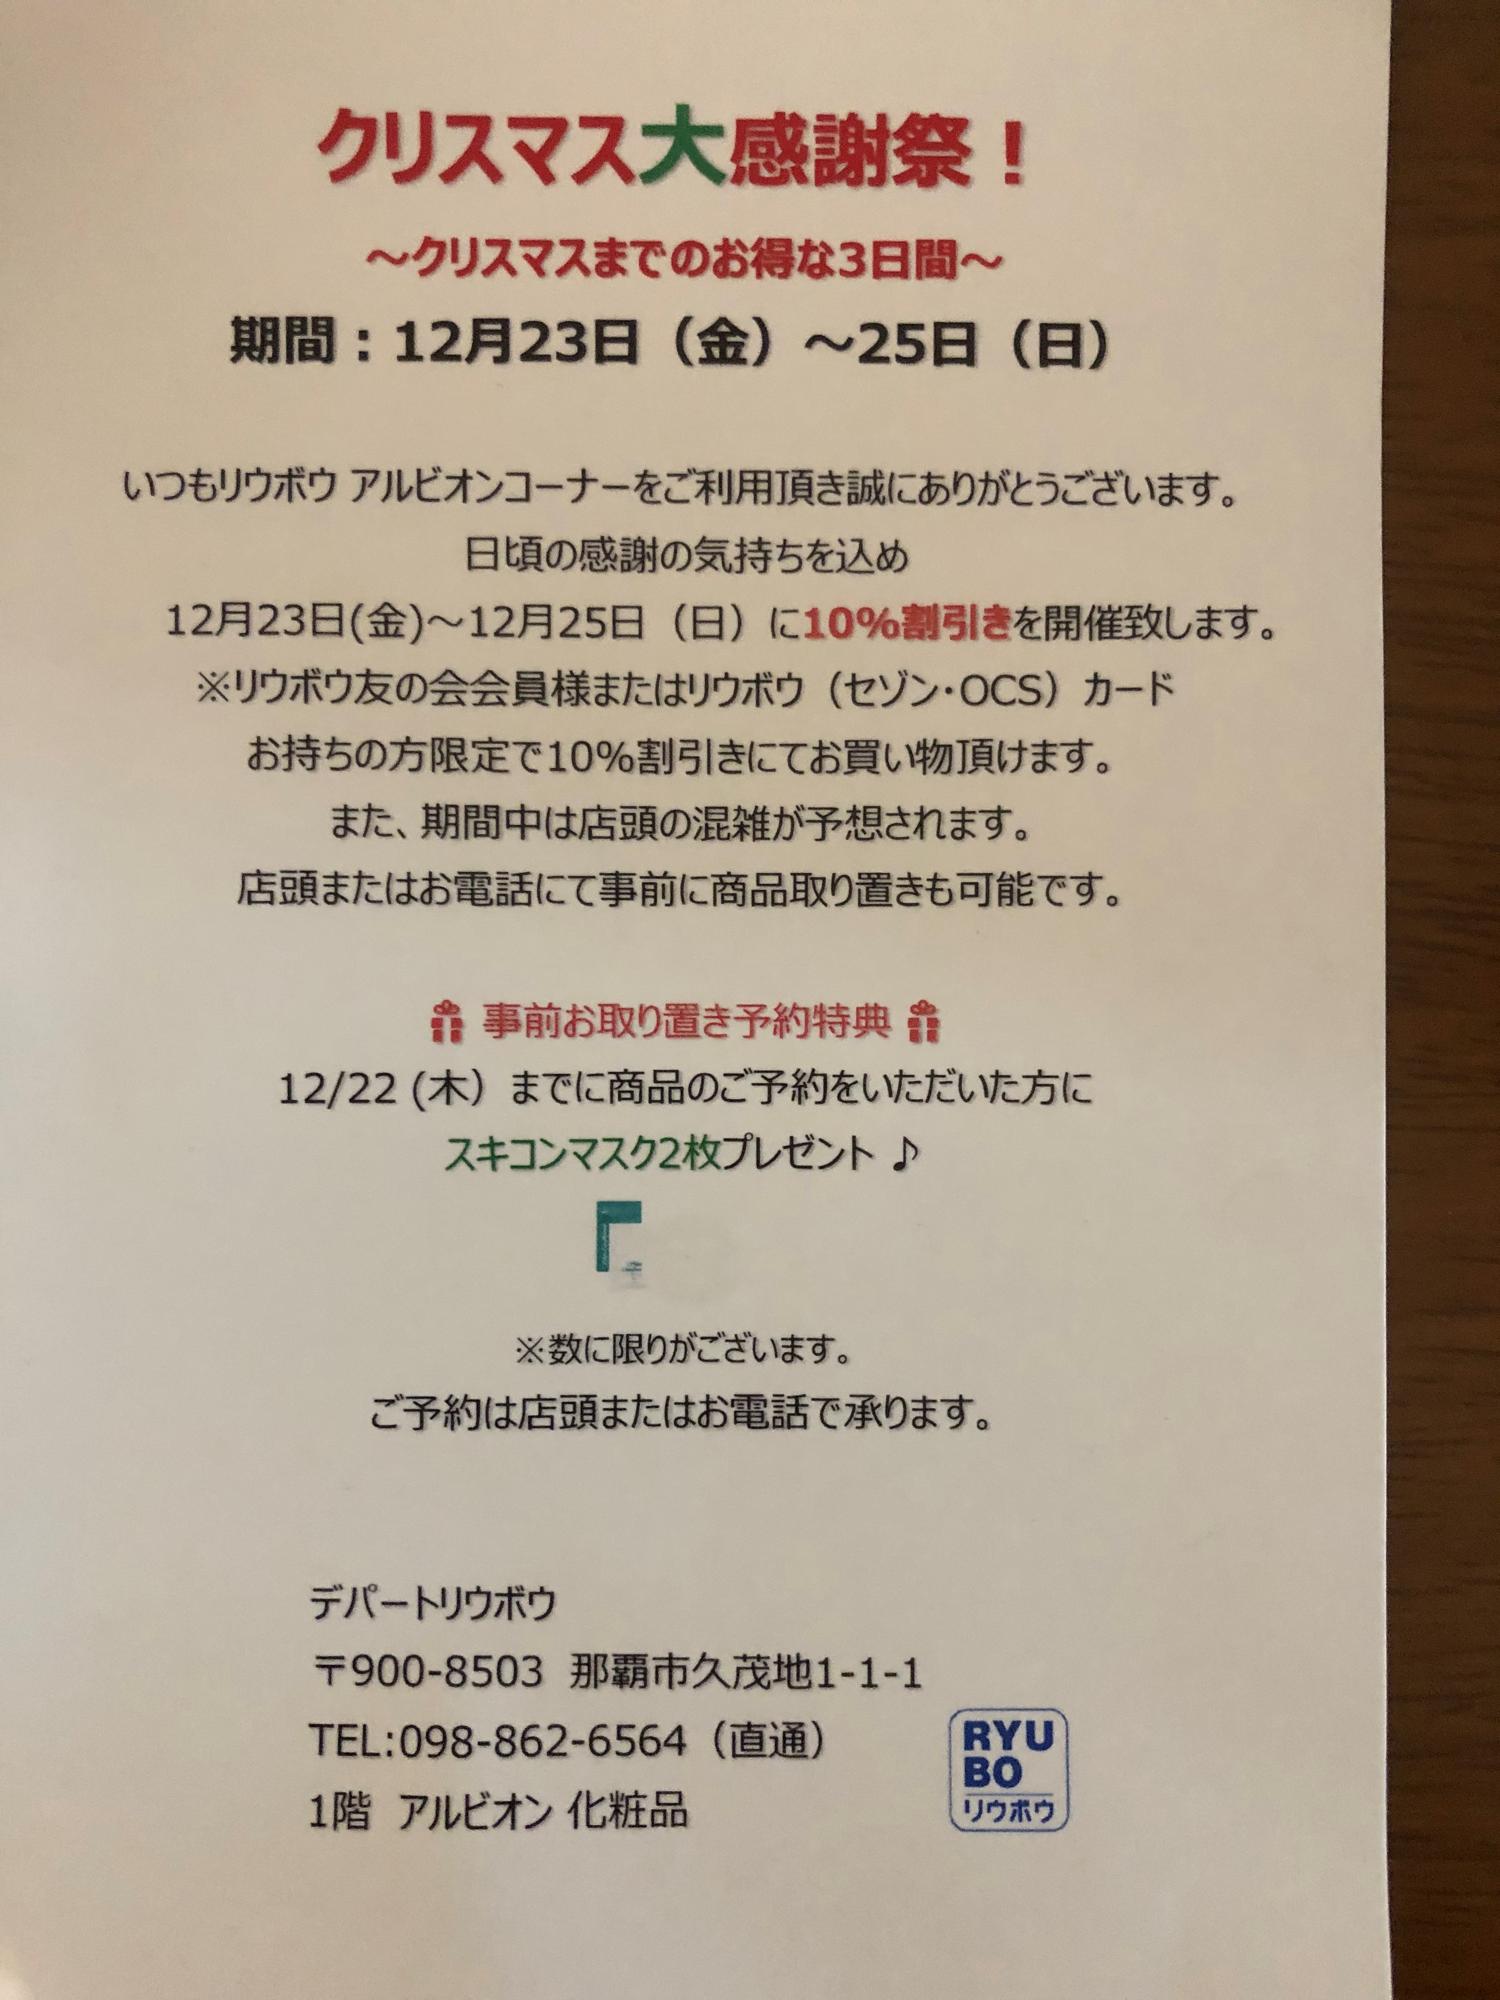 クリスマス大感謝祭！
～クリスマスまでのお得な3日間～
期間：12月23日（金）～25日（日）
いつもリウボウ アルビオンコーナーをご利用頂き誠にありがとうございます。
日頃の感謝の気持ちを込め
12月23日(金)～12月25日（日）に10%割引きを開催致します。
※リウボウ友の会会員様またはリウボウ（セゾン・OCS）カード
お持ちの方限定で10%割引きにてお買い物頂けます。
また、期間中は店頭の混雑が予想されます。
店頭またはお電話にて事前に商品取り置きも可能です。
事前お取り置き予約特典
12/22 (木）までに商品のご予約をいただいた方に
スキコンマスク2枚プレゼント ♪
※数に限りがございます。
ご予約は店頭またはお電話で承ります。
デパートリウボウ
〒900-8503 那覇市久茂地1-1-1
TEL:098-862-6564（直通）
1階 アルビオン 化粧品
RYU
BO
リウボウ